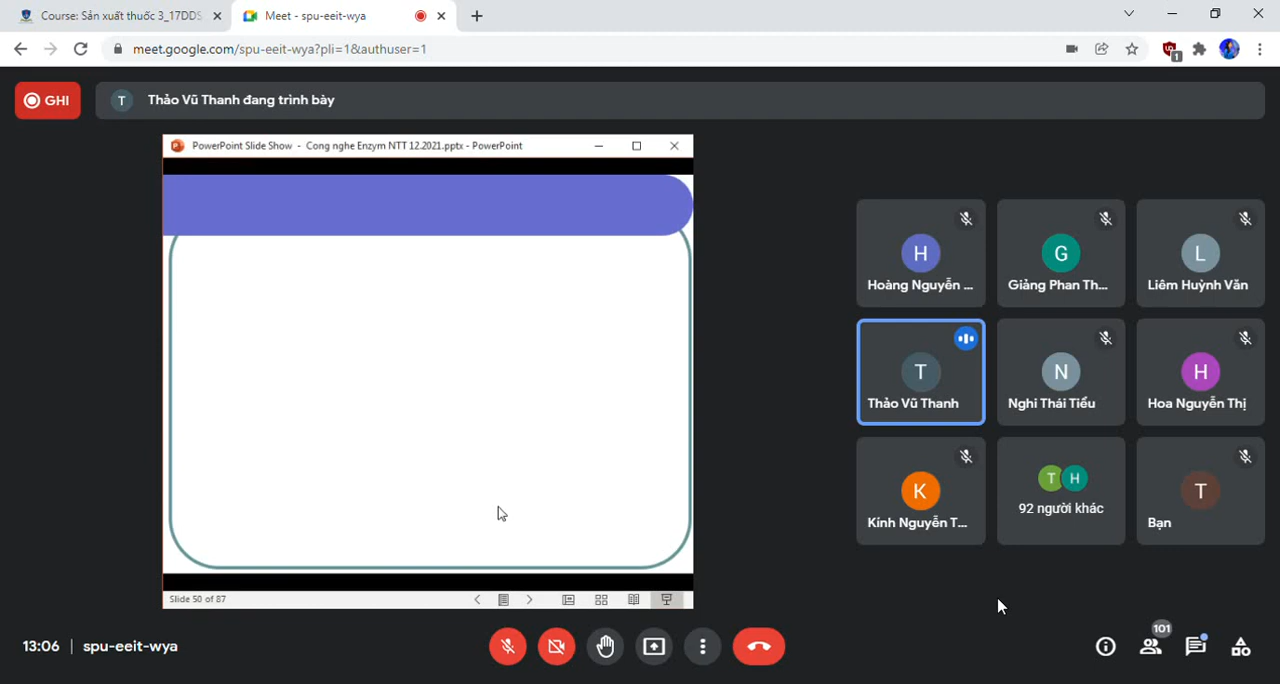 Course: Sản xuất thuốc 3_17DDS
Meet - spu-eeit-wya
meet.google.com/spu-eeit-wya?pli=1&authuser=1
1
GHI
T
Thảo Vũ Thanh đang trình bày
PowerPoint Slide Show - Cong nghe Enzym NTT 12.2021.pptx - PowerPoint
H
Hoàng Nguyễn ...
G
Giảng Phan Th...
L
Liêm Huỳnh Văn
T
Thảo Vũ Thanh
N
Nghi Thái Tiểu
H
Hoa Nguyễn Thị
K
Kính Nguyễn T...
T H
92 người khác
T
Bạn
Slide 50 of 87
13:06 | spu-eeit-wya
101